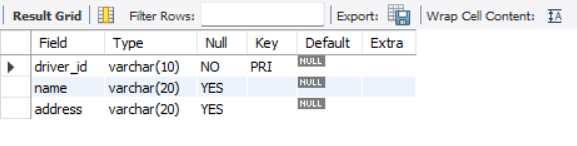 Result Grid Filter Rows: Export: Wrap Cell Content: IA
Field Type Null Key Default Extra
driver_id varchar(10) NO PRI NULL
name varchar(20) YES NULL
address varchar(20) YES NULL